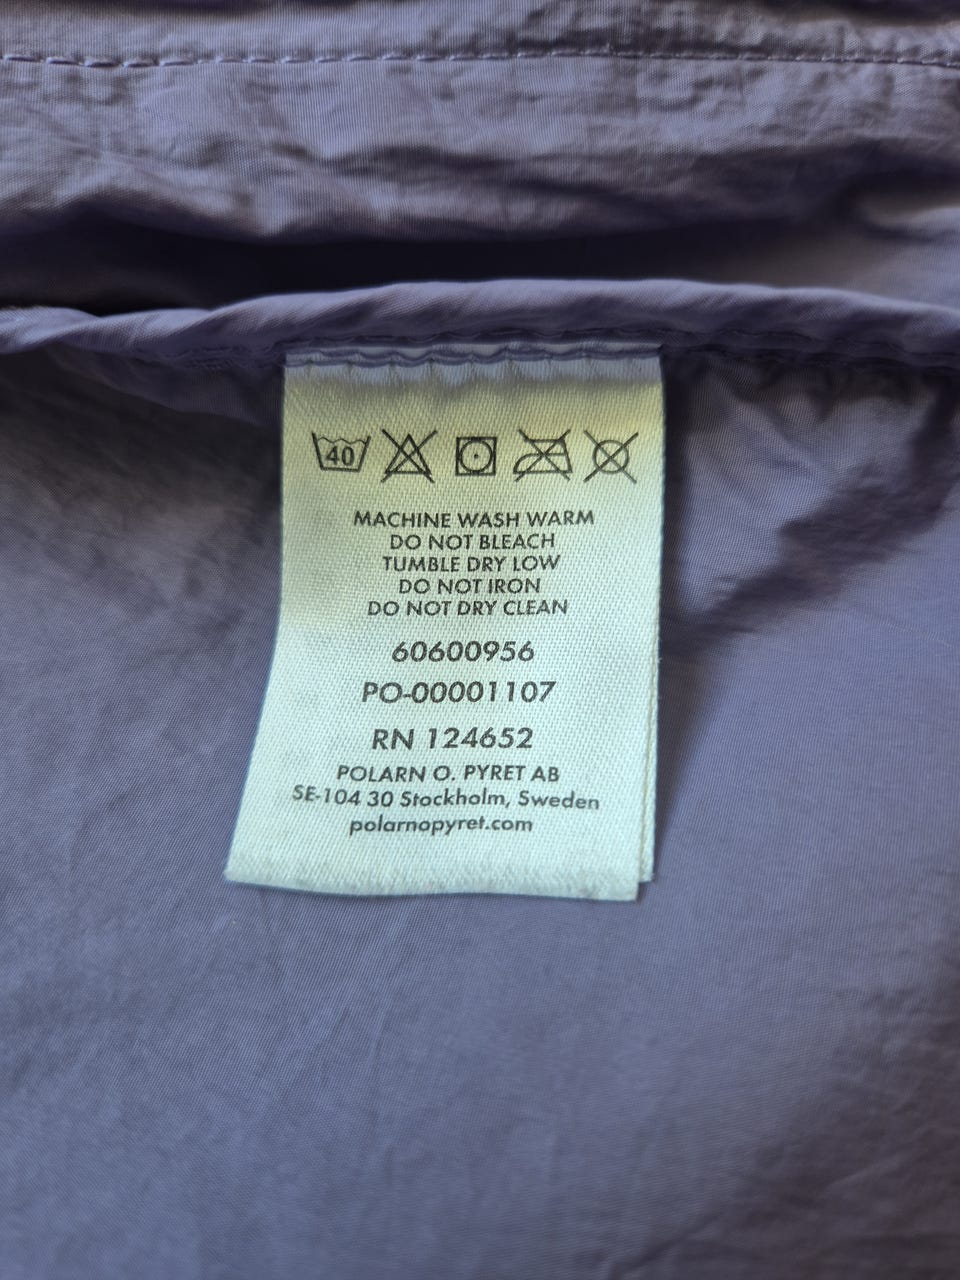 40
MACHINE WASH WARM
DO NOT BLEACH
TUMBLE DRY LOW
DO NOT IRON
DO NOT DRY CLEAN
60600956
PO-00001107
RN 124652
POLARN O. PYRET AB
SE-104 30 Stockholm, Sweden
polarnopyret.com